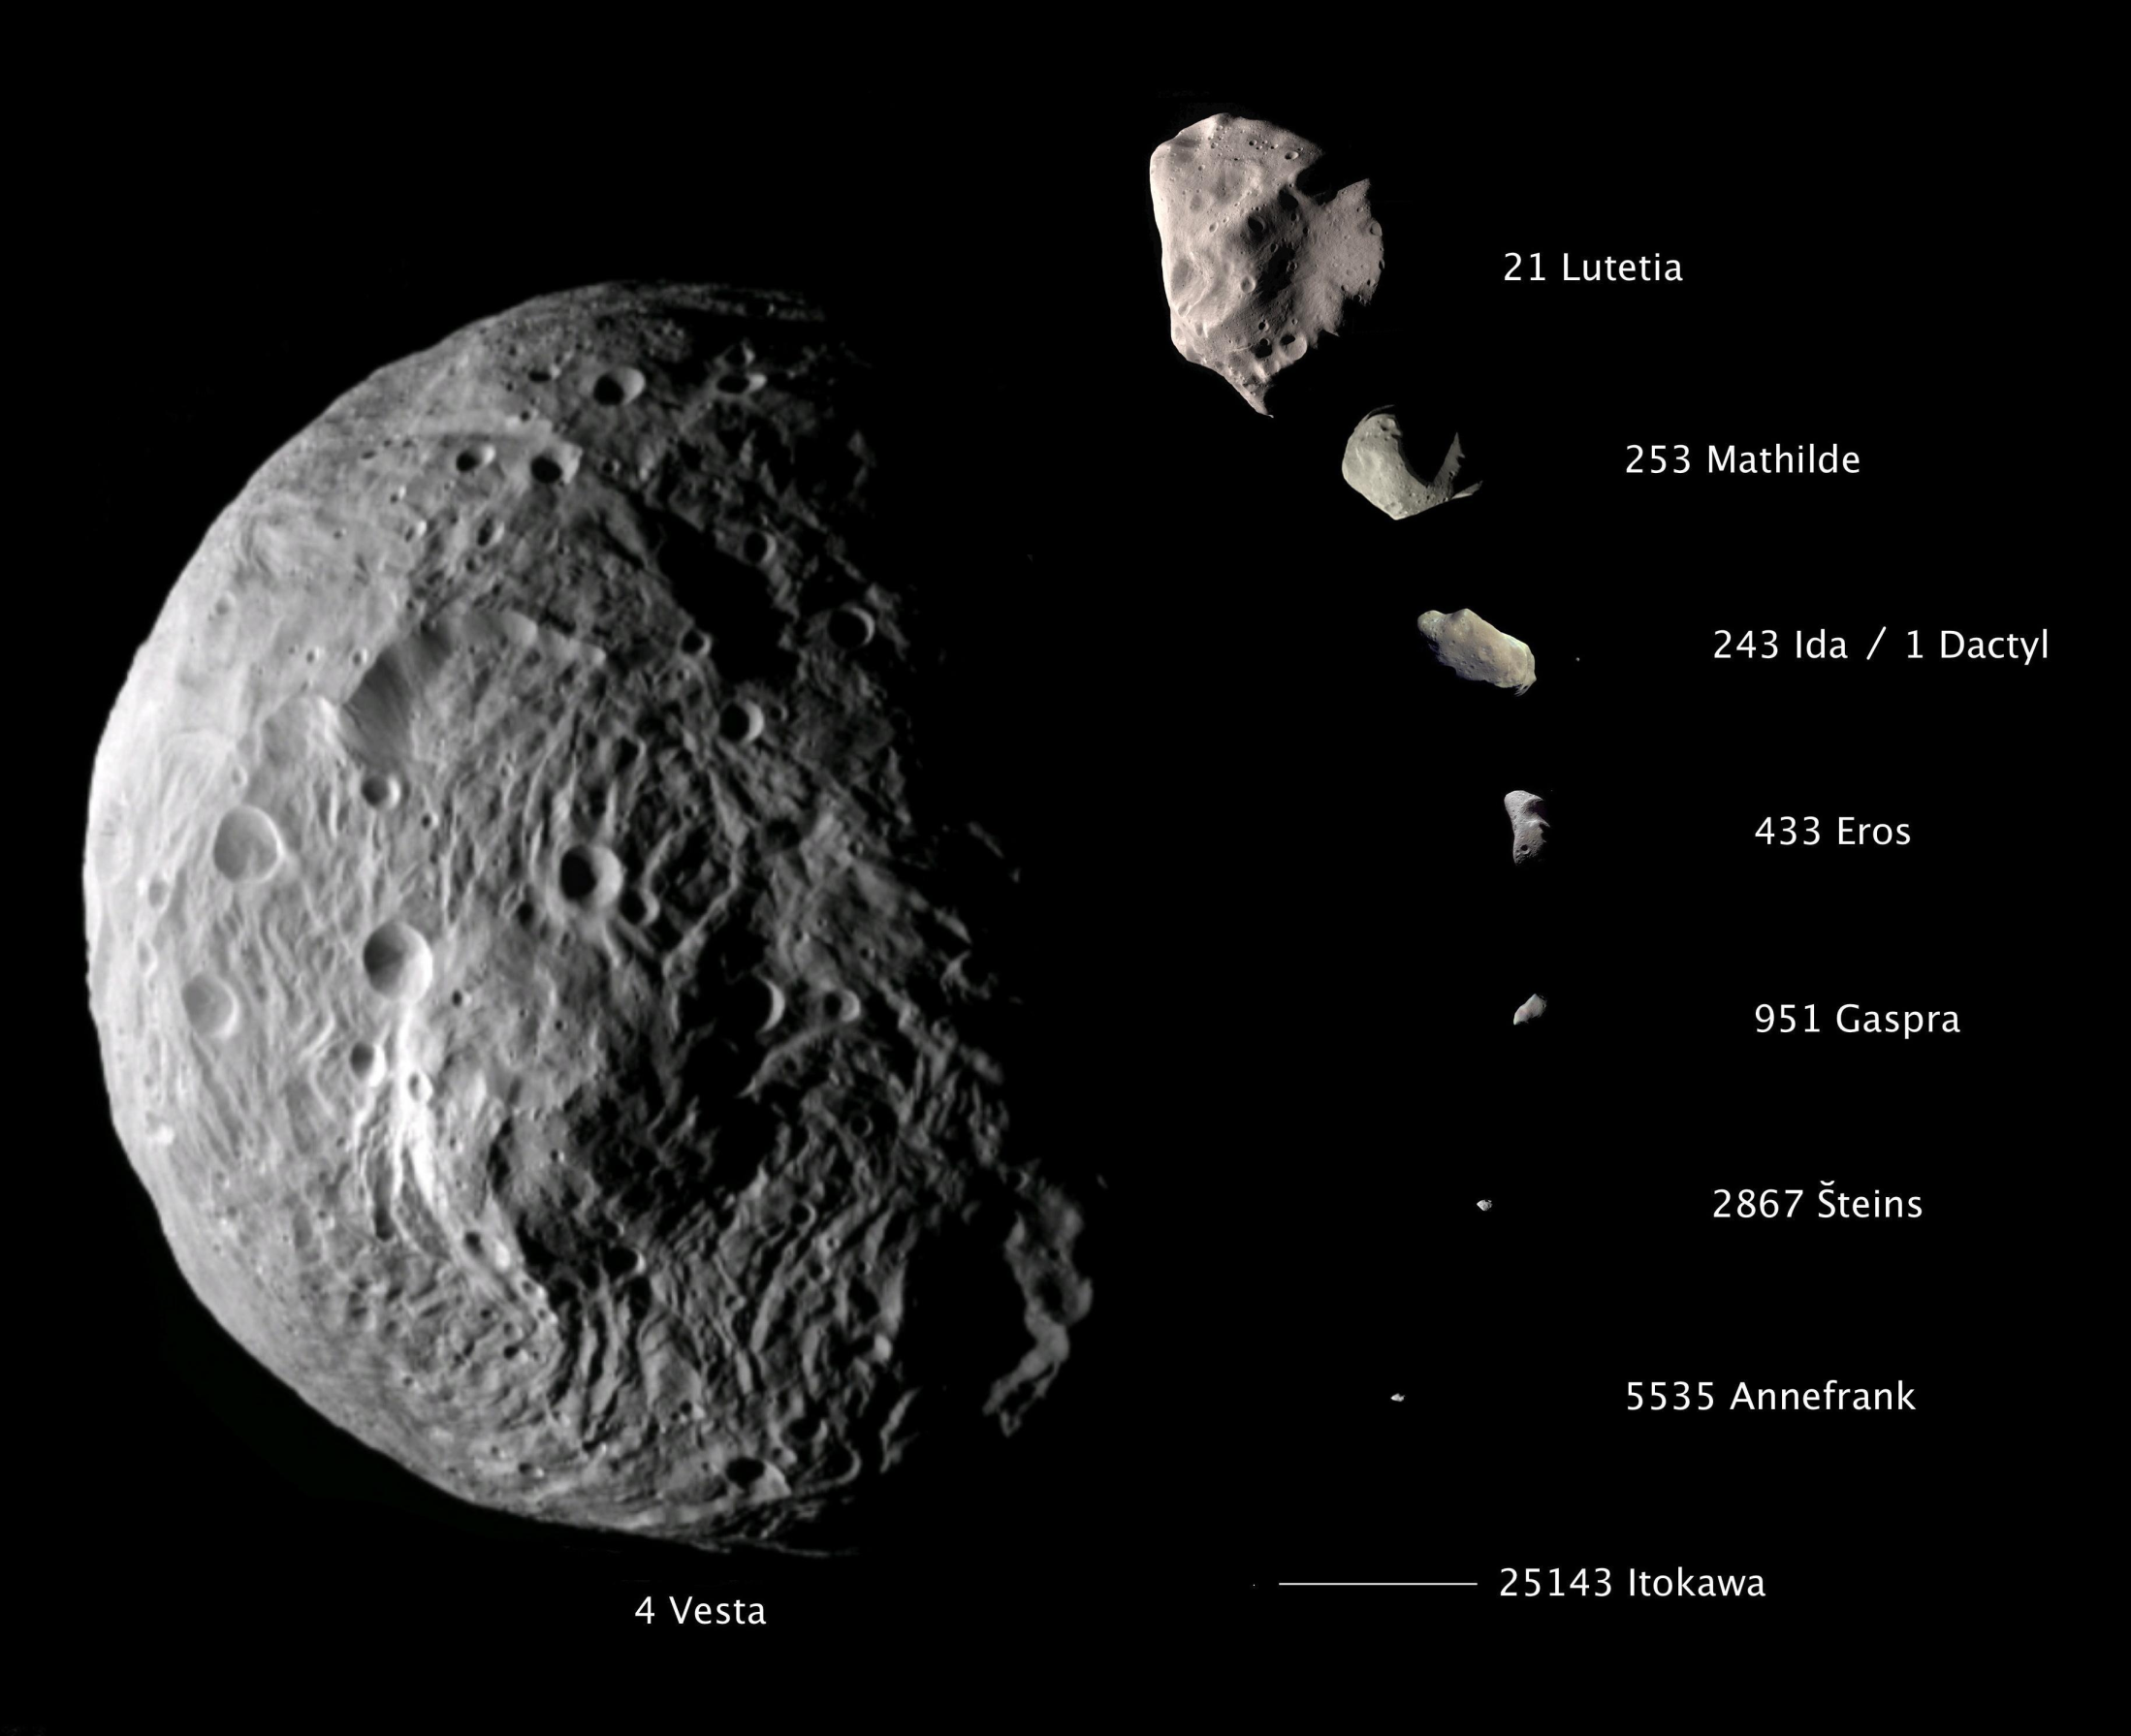 21 Lutetia
253 Mathilde
243 Ida / 1 Dactyl
433 Eros
951 Gaspra
2867 Šteins
5535 Annefrank
25143 Itokawa
4 Vesta